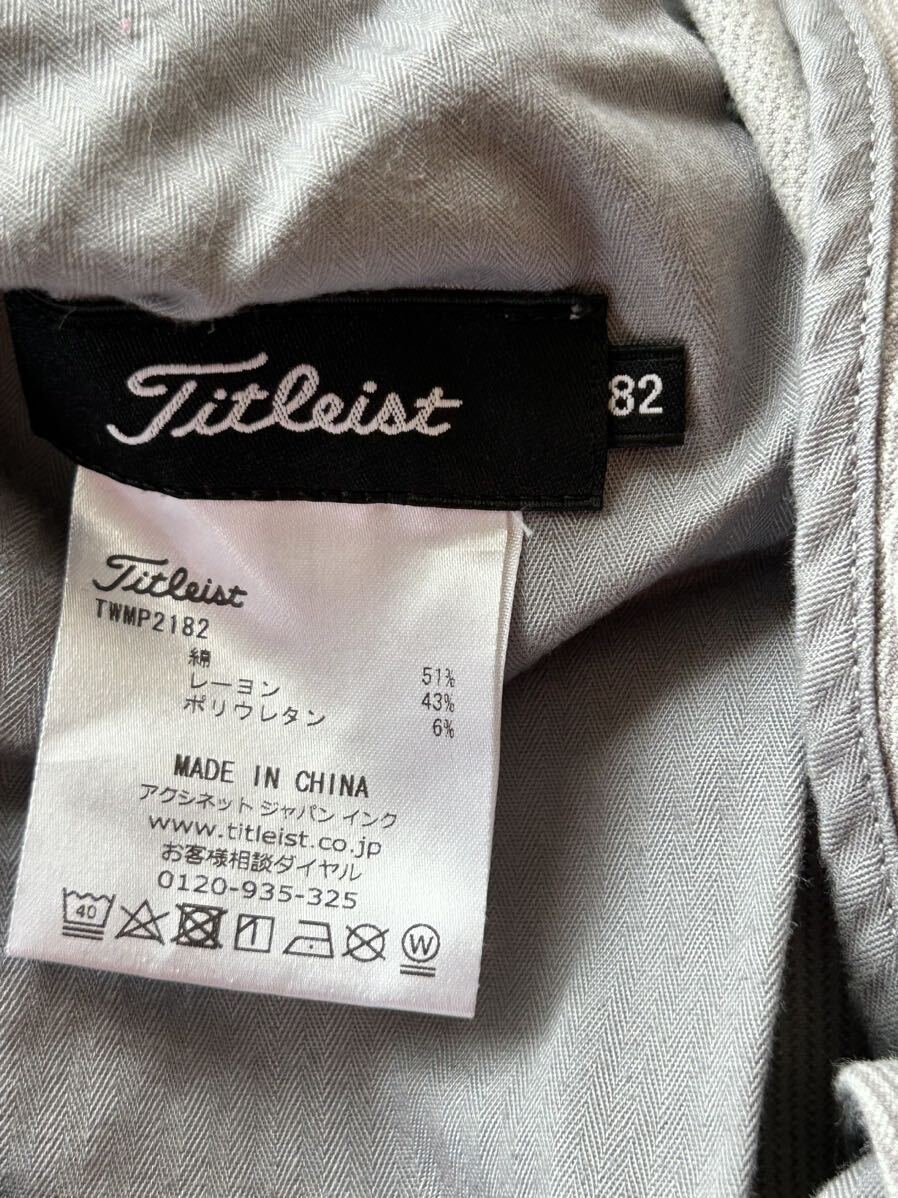 Titleist
82
Titleist
TWMP2182
綿 51%
レーヨン 43%
ポリウレタン 6%
MADE IN CHINA
アクシネット ジャパン インク
www.titleist.co.jp
お客様相談ダイヤル
0120-935-325
40 W